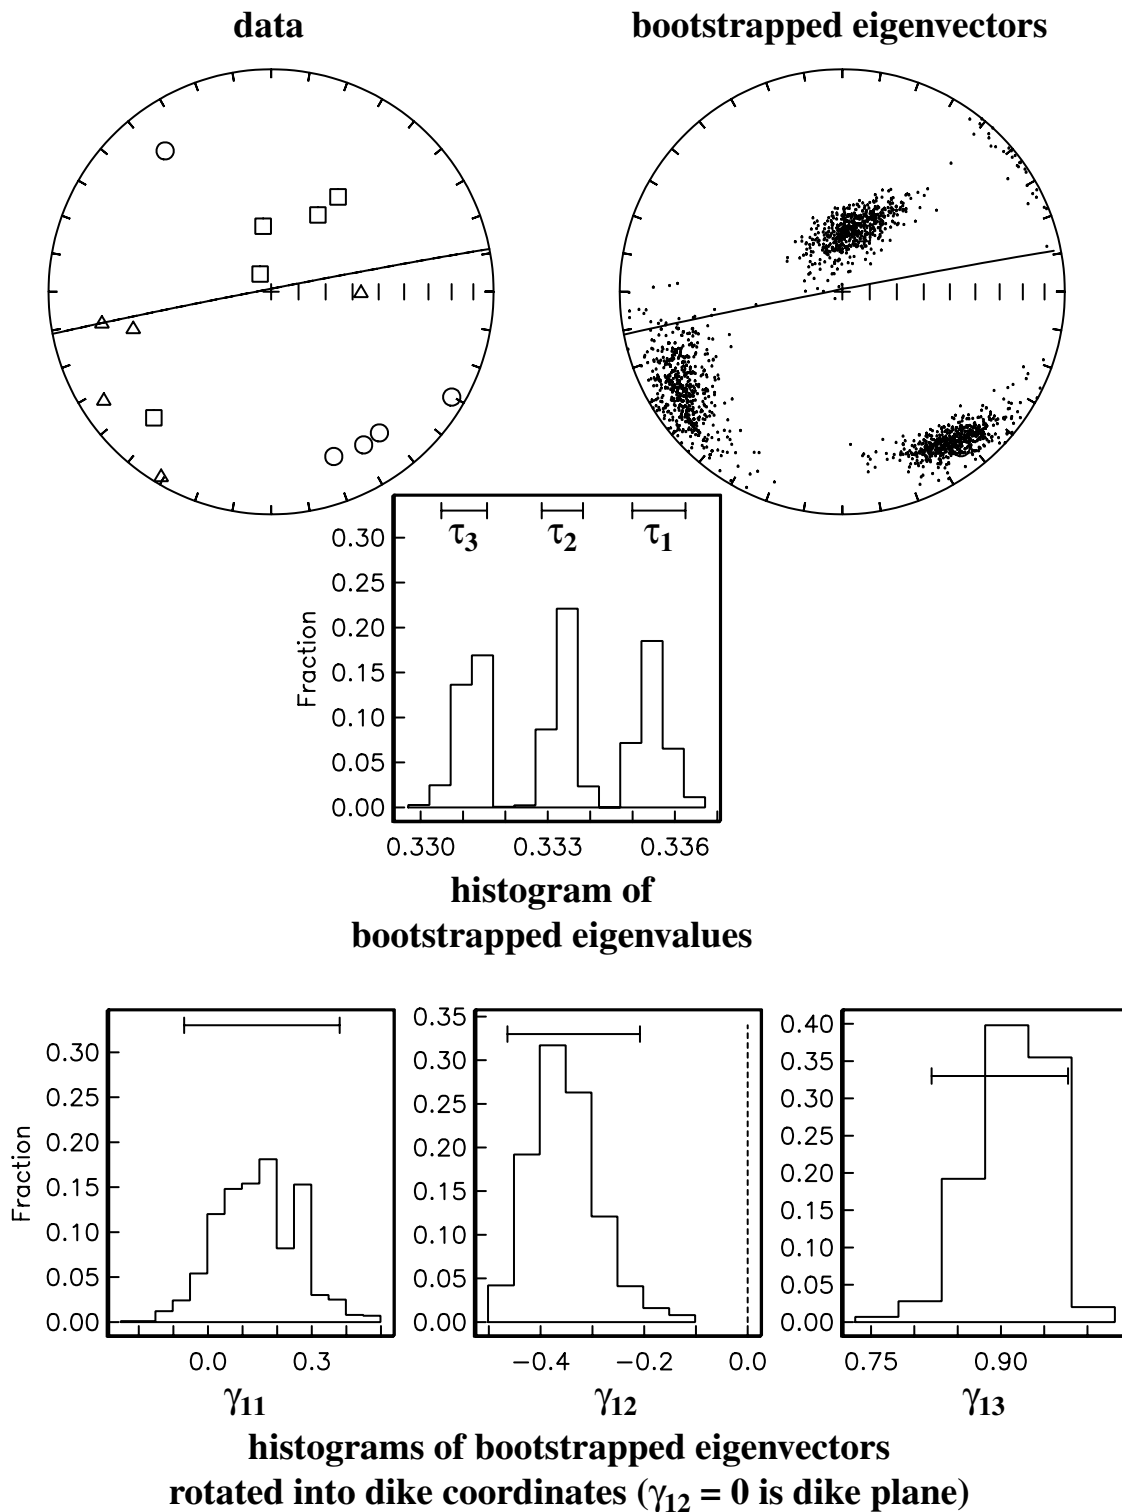 data
bootstrapped eigenvectors
τ3 τ2 τ1
0.30
0.25
0.20
0.15
0.10
0.05
0.00
Fraction
0.330 0.333 0.336
histogram of
bootstrapped eigenvalues
0.30
0.25
0.20
0.15
0.10
0.05
0.00
Fraction
0.0 0.3
γ11
0.35
0.30
0.25
0.20
0.15
0.10
0.05
0.00
−0.4 −0.2 0.0
γ12
0.40
0.35
0.30
0.25
0.20
0.15
0.10
0.05
0.00
0.75 0.90
γ13
histograms of bootstrapped eigenvectors
rotated into dike coordinates (γ12 = 0 is dike plane)